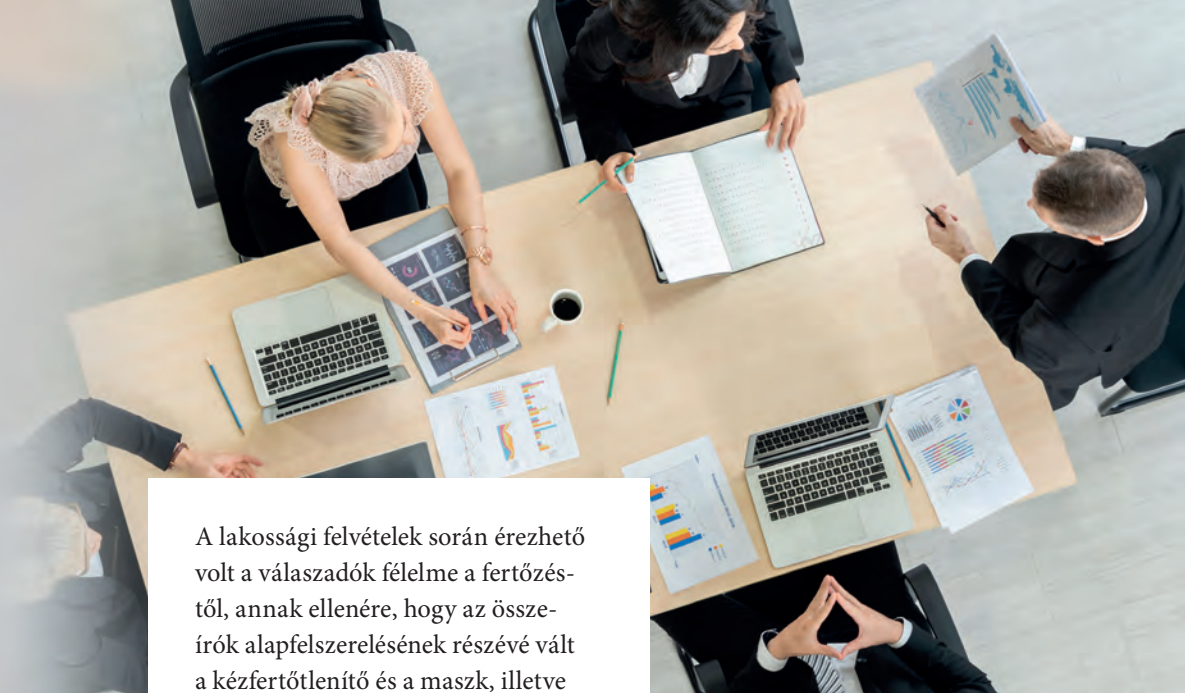 A lakossági felvételek során érezhető
volt a válaszadók félelme a fertőzés-
től, annak ellenére, hogy az össze-
írók alapfelszerelésének részévé vált
a kézfertőtlenítő és a maszk, illetve